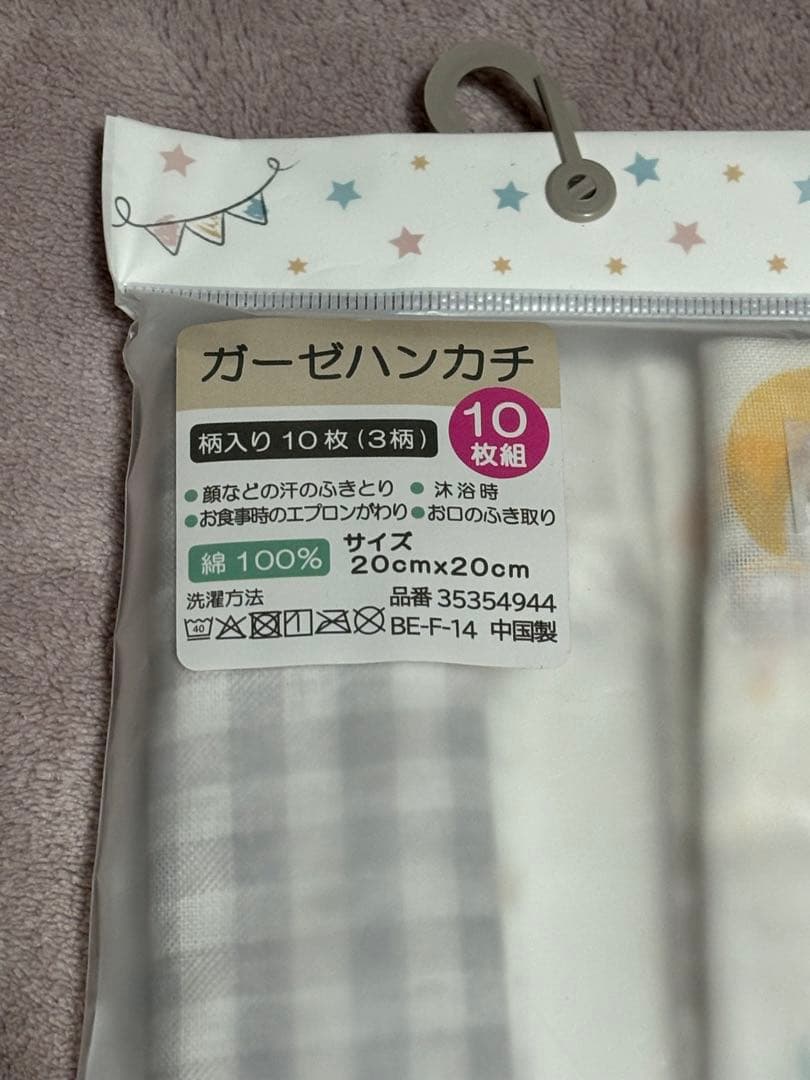 ガーゼハンカチ
柄入り10枚(3柄)
10
枚組
●顔などの汗のふきとり ●沐浴時
●お食事時のエプロンがわり ●お口のふき取り
綿100%
サイズ
20cmx20cm
洗濯方法
40
品番 35354944
BE-F-14 中国製